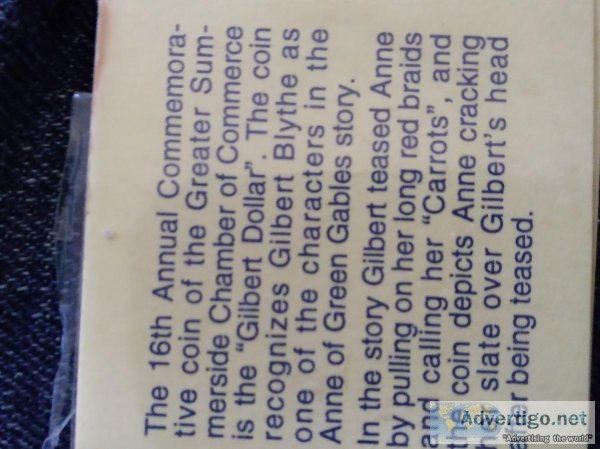 The 16th Annual Commemora-
tive coin of the Greater Sum-
merside Chamber of Commerce
is the "Gilbert Dollar". The coin
recognizes Gilbert Blythe as
one of the characters in the
Anne of Green Gables story.
In the story Gilbert teased Anne
by pulling on her long red braids
and calling her "Carrots", and
the coin depicts Anne cracking
her slate over Gilbert's head
after being teased.
Advertigo.net
"Advertising the world"